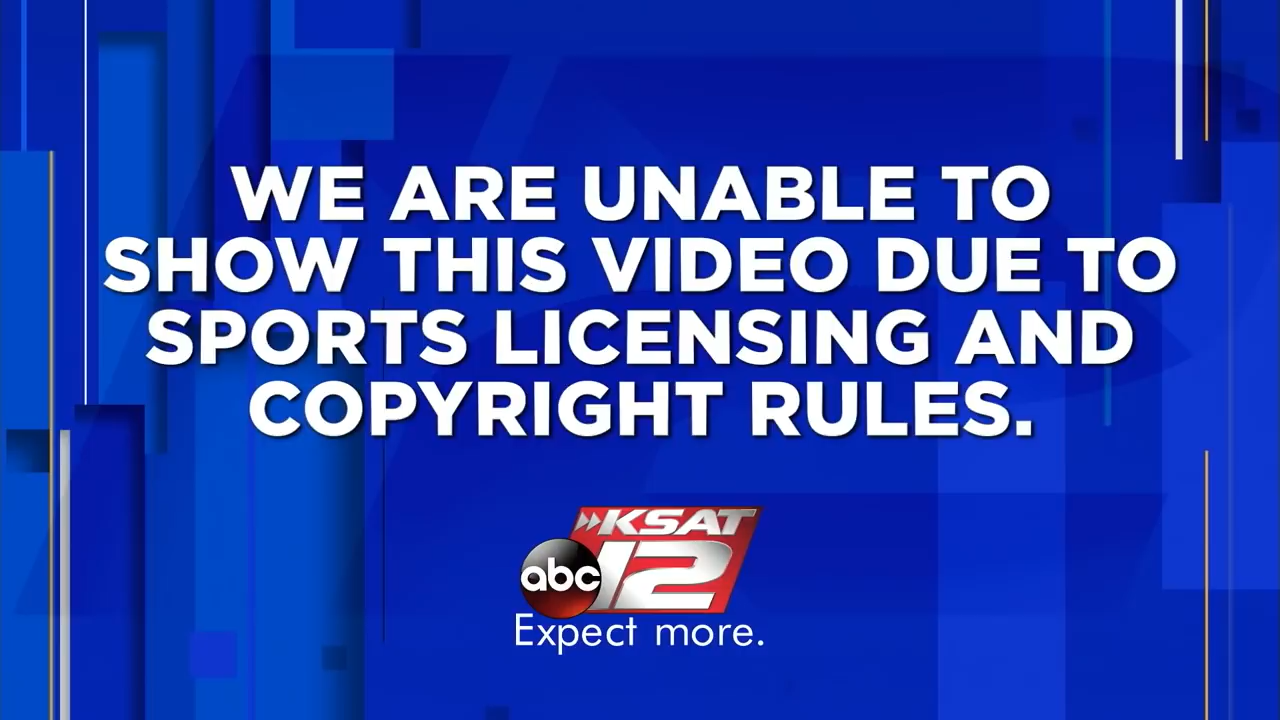 WE ARE UNABLE TO
SHOW THIS VIDEO DUE TO
SPORTS LICENSING AND
COPYRIGHT RULES.
KSAT
abc 12
Expect more.